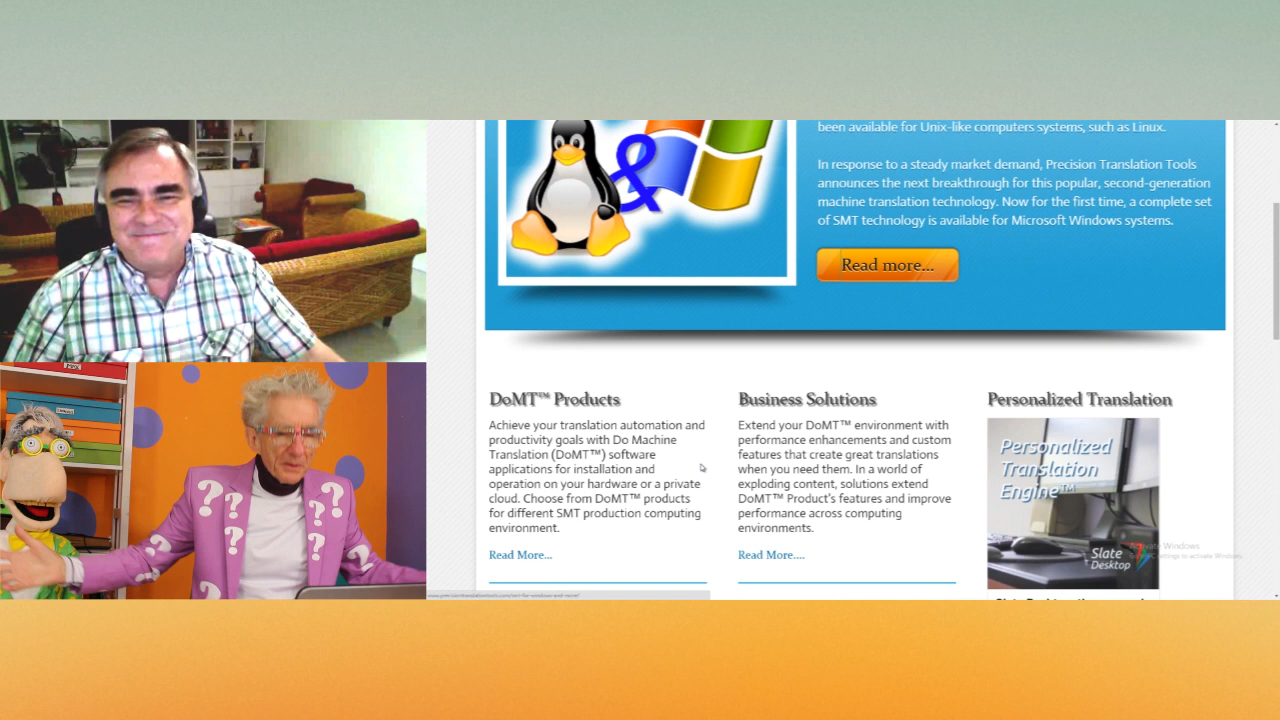 been available for Unix-like computers systems, such as Linux.
In response to a steady market demand, Precision Translation Tools
announces the next breakthrough for this popular, second-generation
machine translation technology. Now for the first time, a complete set
of SMT technology is available for Microsoft Windows systems.
&
Read more...
DoMT™ Products
Achieve your translation automation and
productivity goals with Do Machine
Translation (DoMT™) software
applications for installation and
operation on your hardware or a private
cloud. Choose from DoMT™ products
for different SMT production computing
environment.
Read More...
Business Solutions
Extend your DoMT™ environment with
performance enhancements and custom
features that create great translations
when you need them. In a world of
exploding content, solutions extend
DoMT™ Product's features and improve
performance across computing
environments.
Read More....
Personalized Translation
Personalized
Translation
Engine™
Slate
Desktop
Activate Windows
settings to activate Windows.
? ? ? ? ? ?